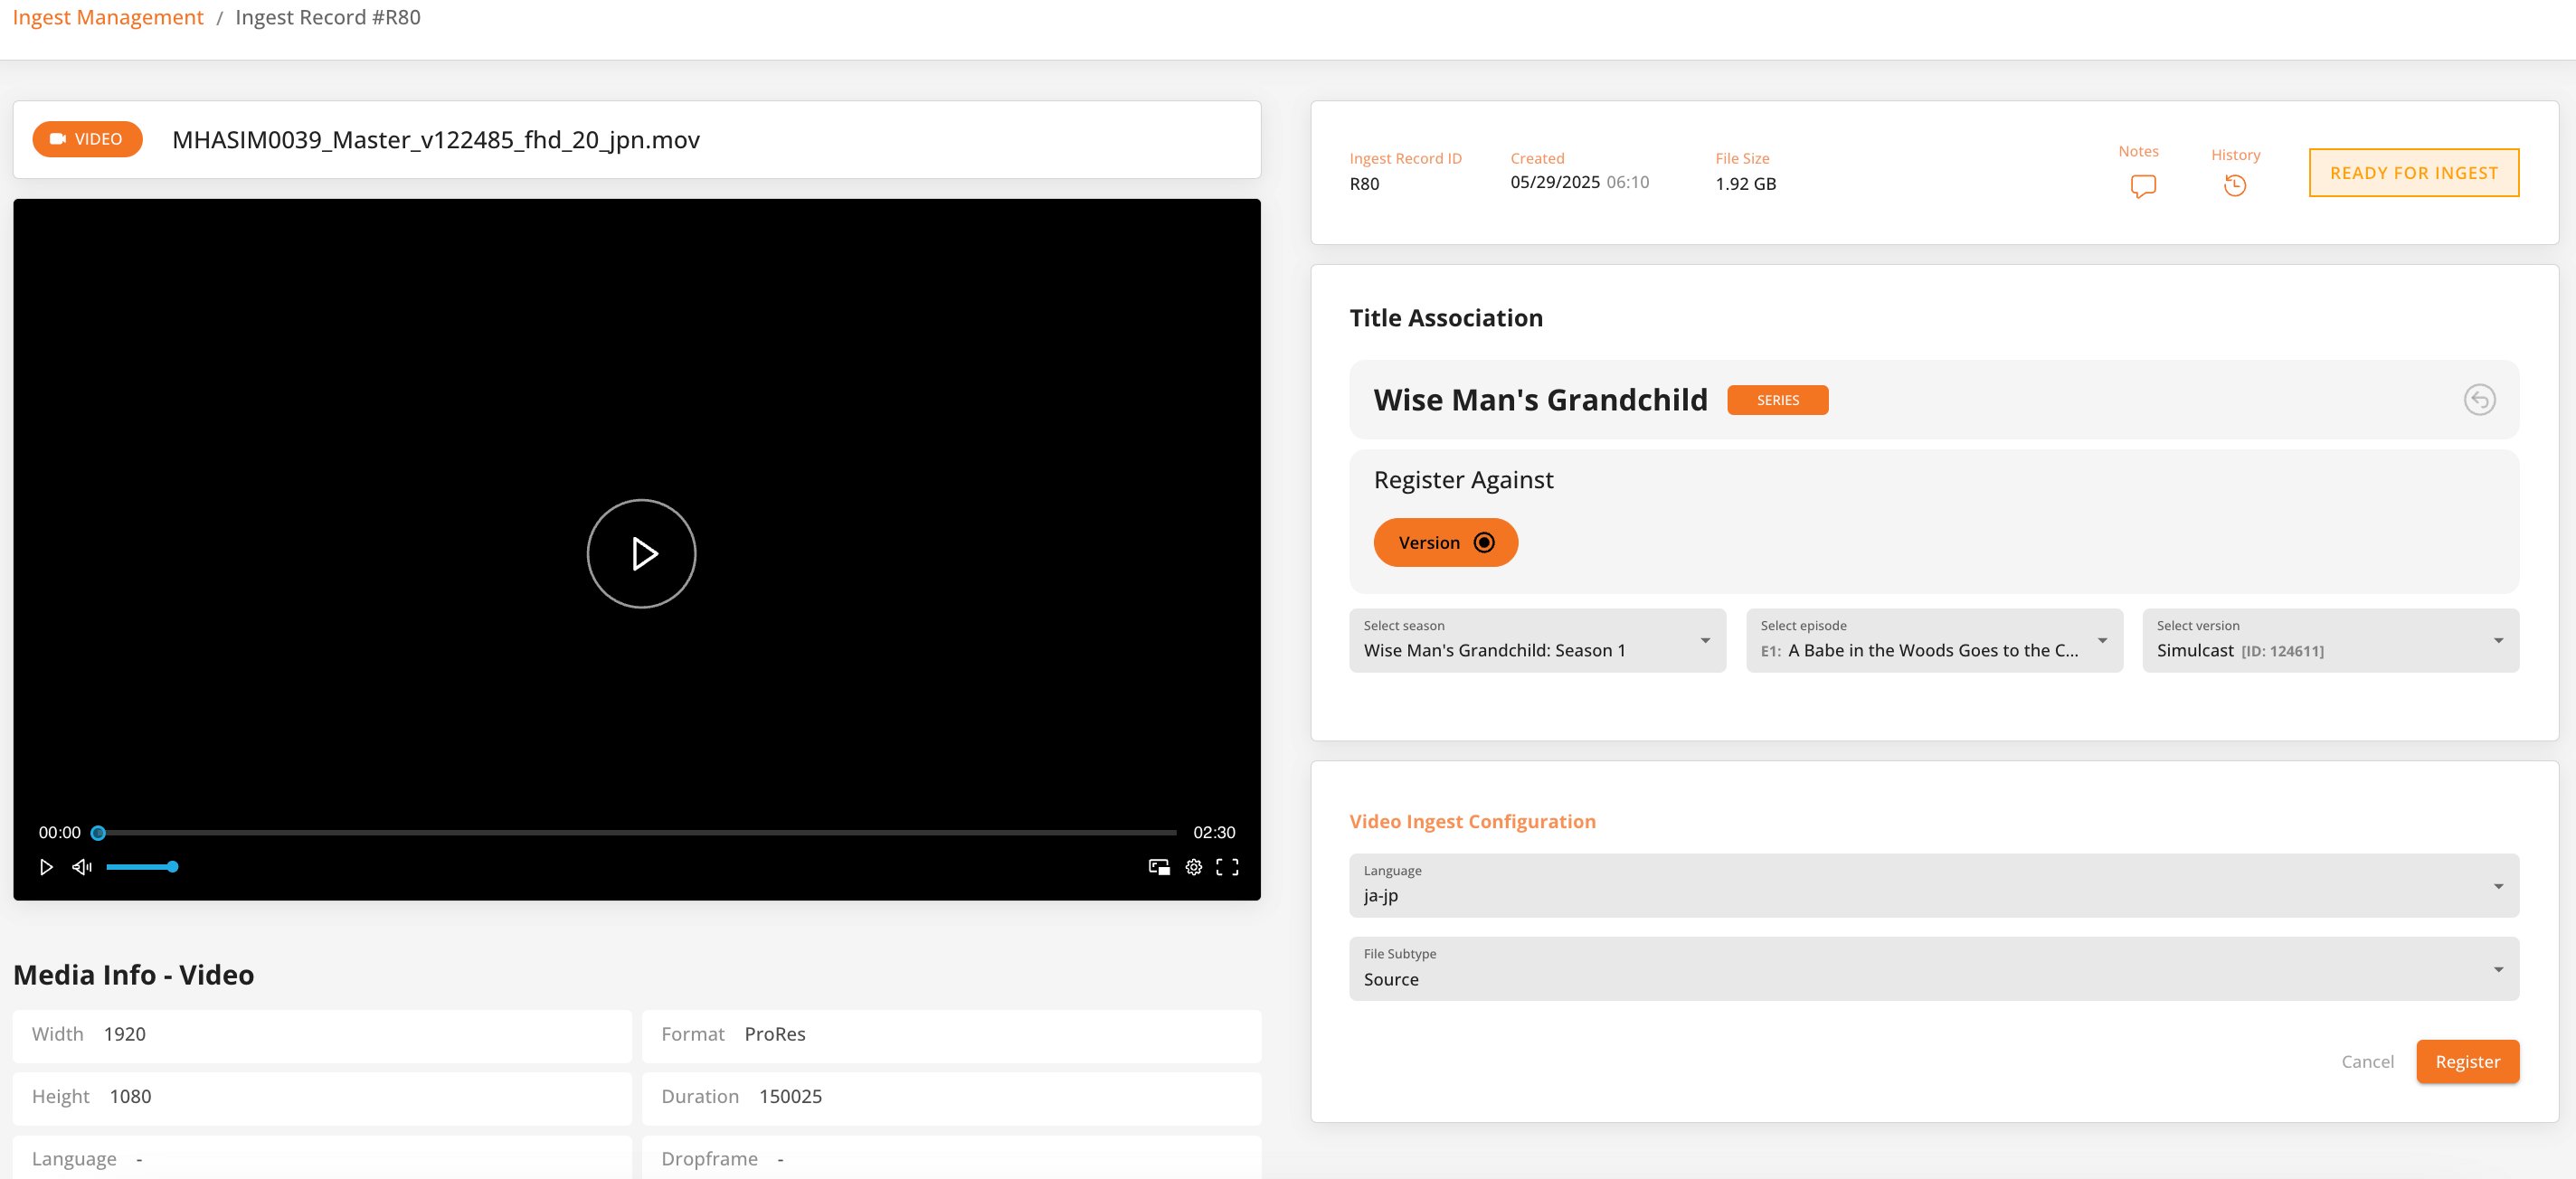 Ingest Management / Ingest Record #R80
VIDEO MHASIM0039_Master_v122485_fhd_20_jpn.mov
00:00 02:30
Media Info - Video
Width 1920
Format ProRes
Height 1080
Duration 150025
Language -
Dropframe -
Ingest Record ID
R80
Created
05/29/2025 06:10
File Size
1.92 GB
Notes
History
READY FOR INGEST
Title Association
Wise Man's Grandchild SERIES
Register Against
Version
Select season
Wise Man's Grandchild: Season 1
Select episode
E1: A Babe in the Woods Goes to the C...
Select version
Simulcast [ID: 124611]
Video Ingest Configuration
Language
ja-jp
File Subtype
Source
Cancel Register